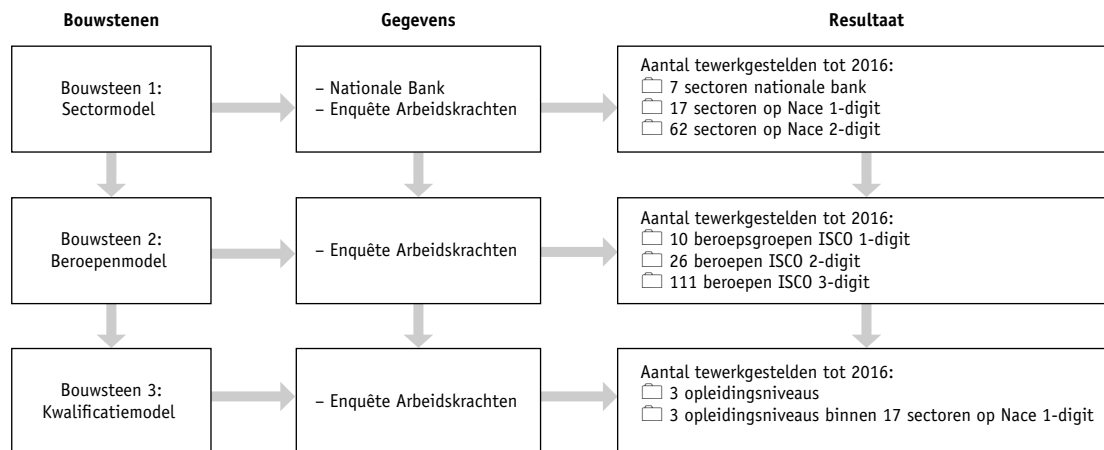 Bouwstenen
Gegevens
Resultaat
Bouwsteen 1:
Sectormodel
– Nationale Bank
– Enquête Arbeidskrachten
Aantal tewerkgestelden tot 2016:
7 sectoren nationale bank
17 sectoren op Nace 1-digit
62 sectoren op Nace 2-digit
Bouwsteen 2:
Beroepenmodel
– Enquête Arbeidskrachten
Aantal tewerkgestelden tot 2016:
10 beroepsgroepen ISCO 1-digit
26 beroepen ISCO 2-digit
111 beroepen ISCO 3-digit
Bouwsteen 3:
Kwalificatiemodel
– Enquête Arbeidskrachten
Aantal tewerkgestelden tot 2016:
3 opleidingsniveaus
3 opleidingsniveaus binnen 17 sectoren op Nace 1-digit